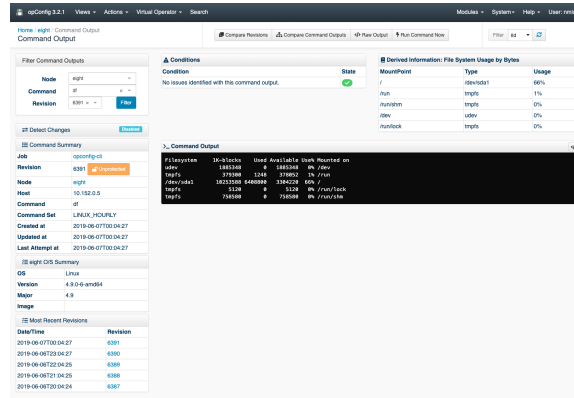 opConfig 3.2.1 Views Actions Virtual Operator Search Modules System Help User: nmis
Home / eight / Command Output
Command Output
Compare Revisions Compare Command Outputs Raw Output Run Command Now Filter 6d
Filter Command Outputs
Node eight
Command df
Revision 6391
Filter
Detect Changes Disabled
Command Summary
Job opconfig-cli
Revision 6391 Unprotected
Node eight
Host 10.152.0.5
Command df
Command Set LINUX_HOURLY
Created at 2019-06-07T00:04:27
Updated at 2019-06-07T00:04:27
Last Attempt at 2019-06-07T00:04:27
eight O/S Summary
OS Linux
Version 4.9.0-6-amd64
Major 4.9
Image
Most Recent Revisions
Date/Time Revision
2019-06-07T00:04:27 6391
2019-06-06T23:04:27 6390
2019-06-06T22:04:25 6389
2019-06-06T21:04:25 6388
2019-06-06T20:04:24 6387
Conditions
Condition State
No issues identified with this command output.
Derived Information: File System Usage by Bytes
MountPoint Type Usage
/ /dev/sda1 66%
/run tmpfs 1%
/run/shm tmpfs 0%
/dev udev 0%
/run/lock tmpfs 0%
>_ Command Output
Filesystem 1K-blocks Used Available Use% Mounted on
udev 1885348 0 1885348 0% /dev
tmpfs 379300 1248 378052 1% /run
/dev/sda1 10253588 6408800 3304220 66% /
tmpfs 5120 0 5120 0% /run/lock
tmpfs 758580 0 758580 0% /run/shm